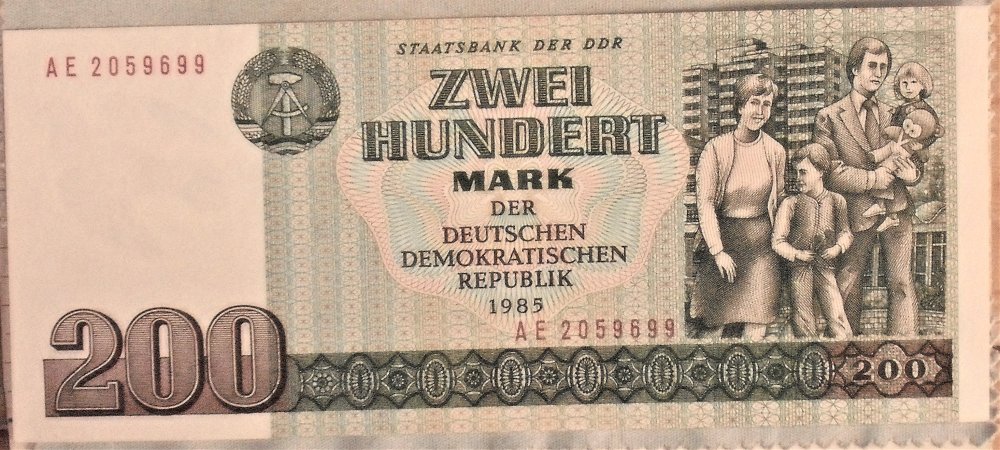 AE 2059699
STAATSBANK DER DDR
ZWEI
HUNDERT
MARK
DER
DEUTSCHEN
DEMOKRATISCHEN
REPUBLIK
1985
AE 2059699
200
200